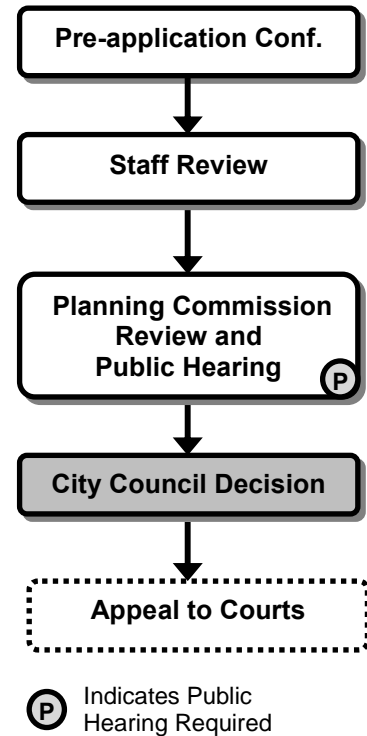 Pre-application Conf.
Staff Review
Planning Commission
Review and
Public Hearing
P
City Council Decision
Appeal to Courts
P
Indicates Public
Hearing Required